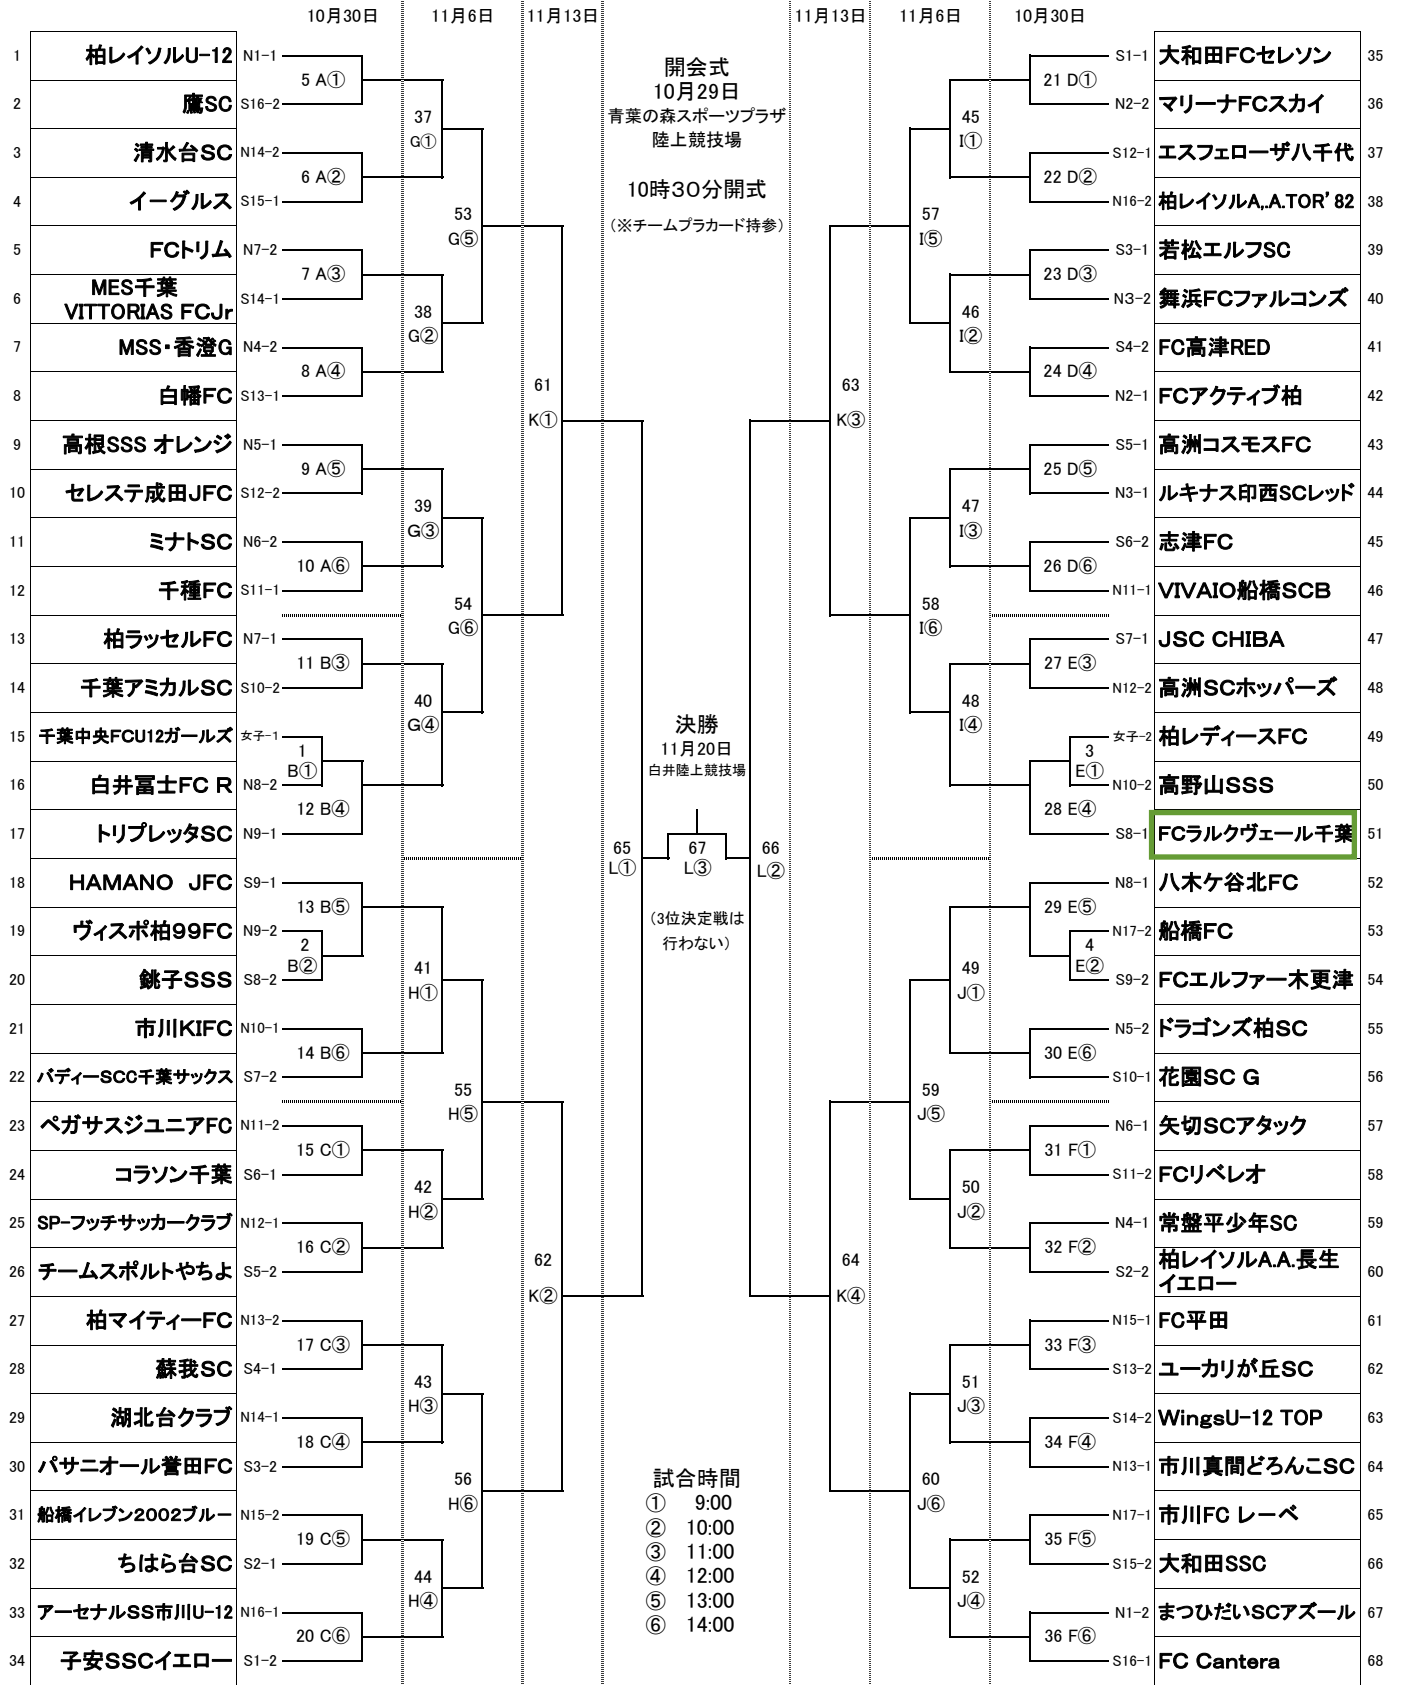 10月30日 11月6日 11月13日 11月13日 11月6日 10月30日
1 柏レイソルU-12 N1-1
2 鷹SC S16-2
3 清水台SC N14-2
4 イーグルス S15-1
5 FCトリム N7-2
6 MES千葉
VITTORIAS FCJr S14-1
7 MSS・香澄G N4-2
8 白幡FC S13-1
9 高根SSS オレンジ N5-1
10 セレステ成田JFC S12-2
11 ミナトSC N6-2
12 千種FC S11-1
13 柏ラッセルFC N7-1
14 千葉アミカルSC S10-2
15 千葉中央FCU12ガールズ 女子-1
16 白井冨士FC R N8-2
17 トリプレッタSC N9-1
18 HAMANO JFC S9-1
19 ヴィスポ柏99FC N9-2
20 銚子SSS S8-2
21 市川KIFC N10-1
22 バディーSCC千葉サックス S7-2
23 ペガサスジュニアFC N11-2
24 コラソン千葉 S6-1
25 SP-フッチサッカークラブ N12-1
26 チームスポルトやちよ S5-2
27 柏マイティーFC N13-2
28 蘇我SC S4-1
29 湖北台クラブ N14-1
30 パサニオール誉田FC S3-2
31 船橋イレブン2002ブルー N15-2
32 ちはら台SC S2-1
33 アーセナルSS市川U-12 N16-1
34 子安SSCイエロー S1-2
5 A①
6 A②
7 A③
8 A④
9 A⑤
10 A⑥
11 B③
1
B①
12 B④
13 B⑤
2
B②
14 B⑥
15 C①
16 C②
17 C③
18 C④
19 C⑤
20 C⑥
37
G①
38
G②
39
G③
40
G④
41
H①
42
H②
43
H③
44
H④
53
G⑤
54
G⑥
55
H⑤
56
H⑥
61
K①
62
K②
65
L①
開会式
10月29日
青葉の森スポーツプラザ
陸上競技場
10時30分開式
(※チームプラカード持参)
決勝
11月20日
白井陸上競技場
67
L③
(3位決定戦は
行わない)
試合時間
① 9:00
② 10:00
③ 11:00
④ 12:00
⑤ 13:00
⑥ 14:00
66
L②
63
K③
64
K④
57
I⑤
58
I⑥
59
J⑤
60
J⑥
45
I①
46
I②
47
I③
48
I④
49
J①
50
J②
51
J③
52
J④
21 D①
22 D②
23 D③
24 D④
25 D⑤
26 D⑥
27 E③
3
E①
28 E④
29 E⑤
4
E②
30 E⑥
31 F①
32 F②
33 F③
34 F④
35 F⑤
36 F⑥
S1-1 大和田FCセレソン 35
N2-2 マリーナFCスカイ 36
S12-1 エスフェローザ八千代 37
N16-2 柏レイソルA,.A.TOR'82 38
S3-1 若松エルフSC 39
N3-2 舞浜FCファルコンズ 40
S4-2 FC高津RED 41
N2-1 FCアクティブ柏 42
S5-1 高洲コスモスFC 43
N3-1 ルキナス印西SCレッド 44
S6-2 志津FC 45
N11-1 VIVAIO船橋SCB 46
S7-1 JSC CHIBA 47
N12-2 高洲SCホッパーズ 48
女子-2 柏レディースFC 49
N10-2 高野山SSS 50
S8-1 FCラルクヴェール千葉 51
N8-1 八木ケ谷北FC 52
N17-2 船橋FC 53
S9-2 FCエルファー木更津 54
N5-2 ドラゴンズ柏SC 55
S10-1 花園SC G 56
N6-1 矢切SCアタック 57
S11-2 FCリベレオ 58
N4-1 常盤平少年SC 59
S2-2 柏レイソルA.A.長生
イエロー 60
N15-1 FC平田 61
S13-2 ユーカリが丘SC 62
S14-2 WingsU-12 TOP 63
N13-1 市川真間どろんこSC 64
N17-1 市川FC レーベ 65
S15-2 大和田SSC 66
N1-2 まつひだいSCアズール 67
S16-1 FC Cantera 68